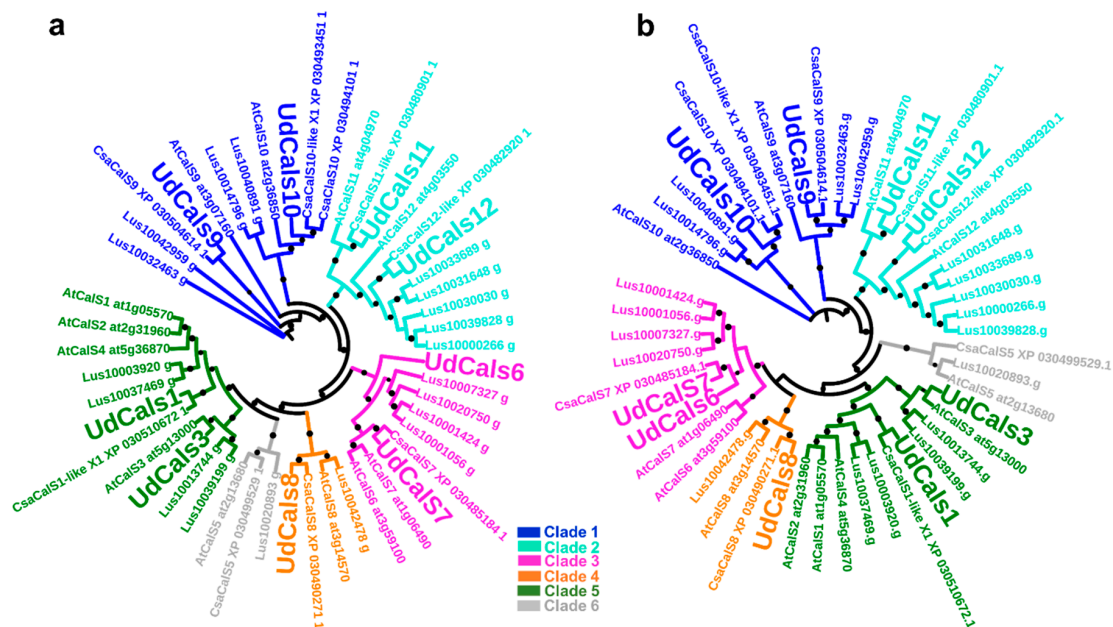 a
CsaCalS9 XP 030504614 1
UdCals9
AtCalS9 at3g07160
Lus10014796 g
Lus10040891 g
AtCalS10 at2g36850
UdCals10
CsaCalS10-like X1 XP 030493451 1
CsaClaS10 XP 030494101 1
Lus10042959 g
Lus10032463 g
AtCalS11 at4g04970
CsaCalS11-like XP 030480901 1
UdCals11
AtCalS12 at4g03550
CsaCalS12-like XP 030482920 1
UdCals12
Lus10033689 g
Lus10031648 g
Lus10030030 g
Lus10039828 g
Lus10000266 g
UdCals6
Lus10007327 g
Lus10020750 g
Lus10001424 g
Lus10001056 g
CsaCalS7 XP 030485184 1
UdCalS7
AtCalS7 at1g06490
AtCalS6 at3g59100
Lus10042478 g
AtCalS8 at3g14570
CsaCalS8 XP 030490271 1
UdCals8
Lus10020893 g
CsaCalS5 XP 030499529 1
AtCalS5 at2g13680
Lus10039199 g
Lus10013744 g
UdCals3
AtCalS3 at5g13000
CsaCalS1-like X1 XP 030510672 1
UdCals1
Lus10037469 g
Lus10003920 g
AtCalS4 at5g36870
AtCalS2 at2g31960
AtCalS1 at1g05570
Clade 1
Clade 2
Clade 3
Clade 4
Clade 5
Clade 6
b
AtCalS10 at2g36850
Lus10014796.g
Lus10040891.g
UdCals10
CsaCalS10 XP 030494101.1
CsaCalS10-like X1 XP 030493451.1
AtCalS9 at3g07160
UdCals9
CsaCalS9 XP 030504614.1
Lus10032463.g
Lus10042959.g
AtCalS11 at4g04970
UdCals11
CsaCalS11-like XP 030480901.1
UdCals12
CsaCalS12-like XP 030482920.1
AtCalS12 at4g03550
Lus10031648.g
Lus10033689.g
Lus10030030.g
Lus10000266.g
Lus10039828.g
CsaCalS5 XP 030499529.1
Lus10020893.g
AtCalS5 at2g13680
UdCals3
AtCalS3 at5g13000
Lus10013744.g
Lus10039199.g
UdCals1
CsaCalS1-like X1 XP 030510672.1
Lus10003920.g
Lus10037469.g
AtCalS4 at5g36870
AtCalS1 at1g05570
AtCalS2 at2g31960
UdCals8
CsaCalS8 XP 030490271.1
AtCalS8 at3g14570
Lus10042478.g
AtCalS6 at3g59100
AtCalS7 at1g06490
UdCals6
UdCalS7
CsaCalS7 XP 030485184.1
Lus10020750.g
Lus10007327.g
Lus10001056.g
Lus10001424.g